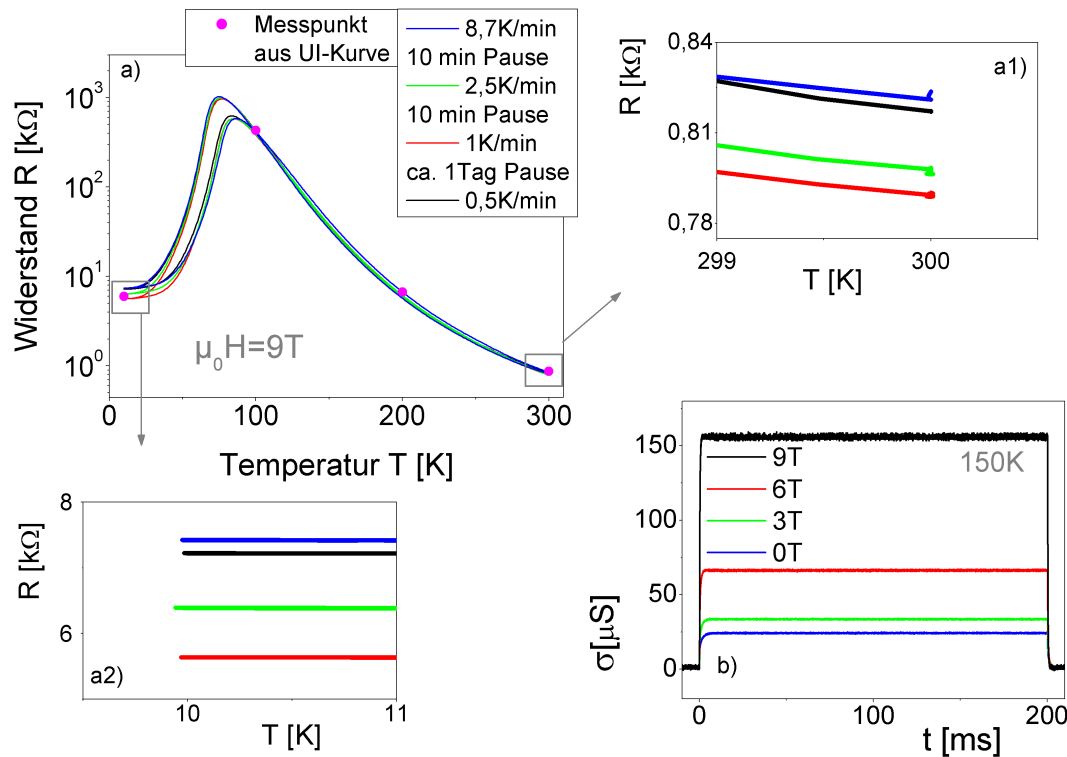 Messpunkt
aus UI-Kurve
8,7K/min
10 min Pause
2,5K/min
10 min Pause
1K/min
ca. 1Tag Pause
0,5K/min
a)
Widerstand R [kΩ]
10³
10²
10¹
10⁰
μ₀H=9T
0 100 200 300
Temperatur T [K]
a1)
R [kΩ]
0,84
0,81
0,78
299 300
T [K]
a2)
R [kΩ]
8
6
10 11
T [K]
b)
σ[μS]
150
100
50
0
9T
6T
3T
0T
150K
0 100 200
t [ms]